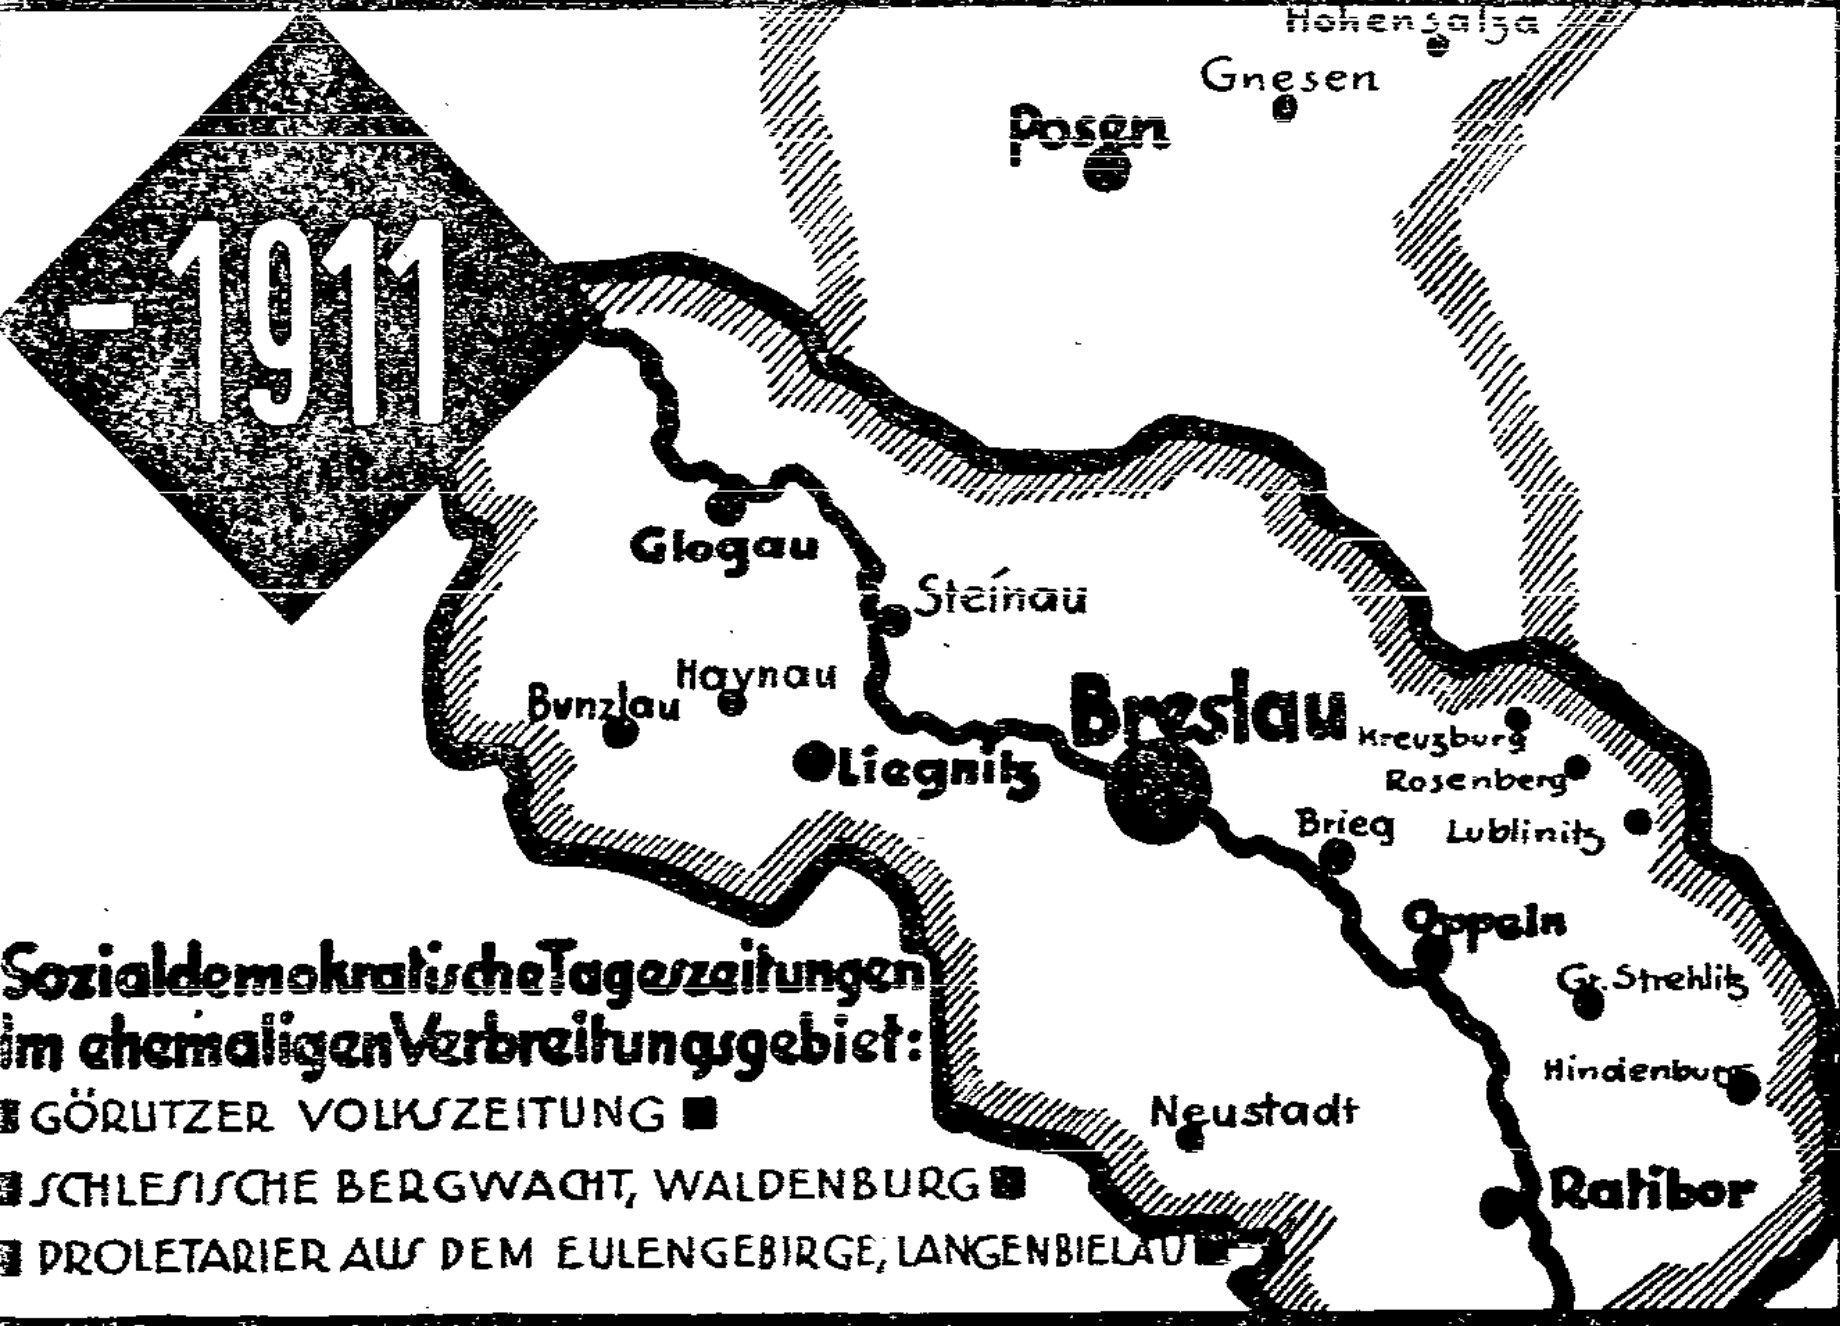 Hohensalza
Gnesen
Posen
-1911
Glogau
Steinau
Haynau
Bunzlau
Breslau
Kreuzburg
Liegnitz
Rosenberg
Brieg
Lublinitz
Oppeln
Sozialdemokratische Tageszeitungen
im ehemaligen Verbreitungsgebiet:
Gr. Strehlitz
Hindenburg
GÖRLITZER VOLKSZEITUNG
Neustadt
SCHLESISCHE BERGWACHT, WALDENBURG
Ratibor
PROLETARIER AUS DEM EULENGEBIRGE, LANGENBIELAU